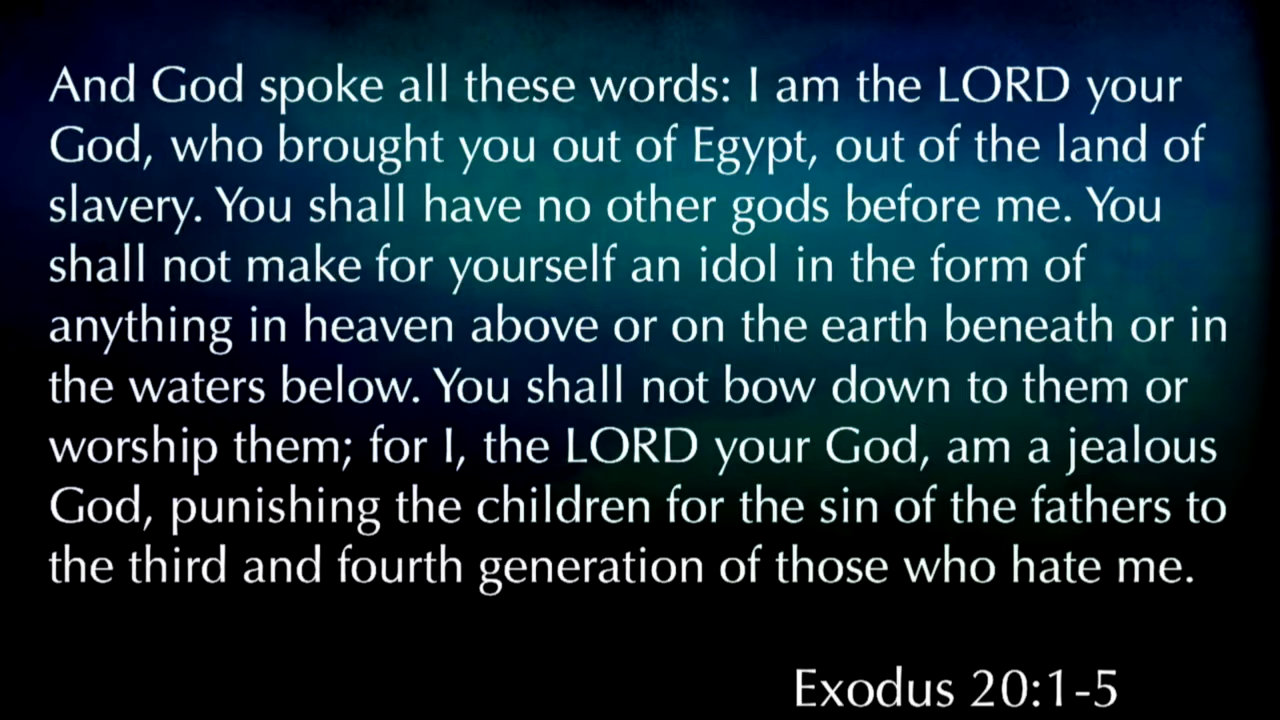 And God spoke all these words: I am the LORD your
God, who brought you out of Egypt, out of the land of
slavery. You shall have no other gods before me. You
shall not make for yourself an idol in the form of
anything in heaven above or on the earth beneath or in
the waters below. You shall not bow down to them or
worship them; for I, the LORD your God, am a jealous
God, punishing the children for the sin of the fathers to
the third and fourth generation of those who hate me.
Exodus 20:1-5